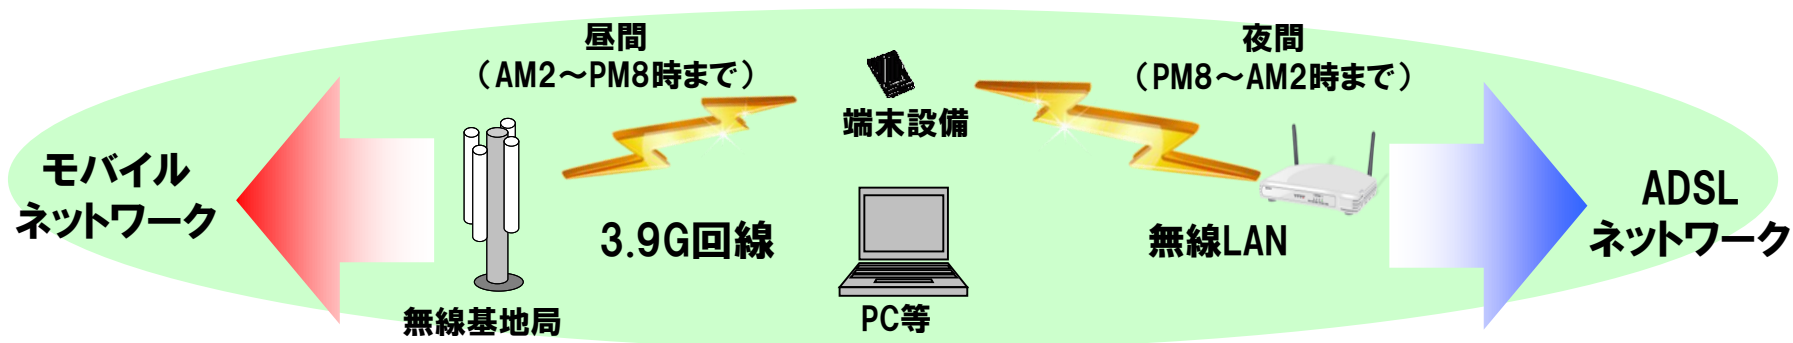 昼間
（AM2～PM8時まで）
夜間
（PM8～AM2時まで）
端末設備
モバイル
ネットワーク
3.9G回線
無線LAN
ADSL
ネットワーク
無線基地局
PC等